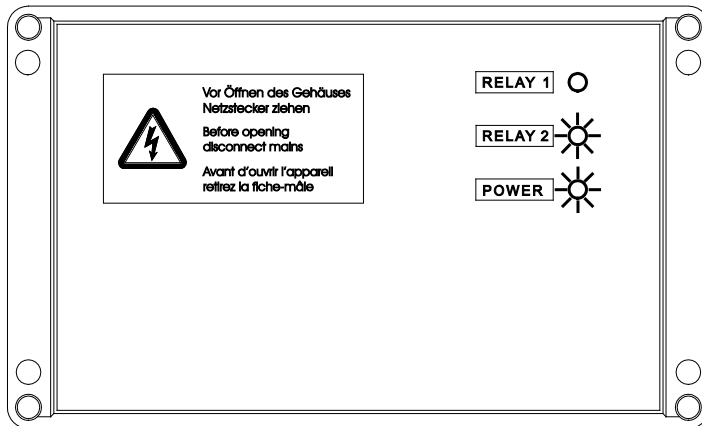 Vor Öffnen des Gehäuses
Netzstecker ziehen
Before opening
disconnect mains
Avant d'ouvrir l'appareil
retirez la fiche-mâle
RELAY 1
RELAY 2
POWER